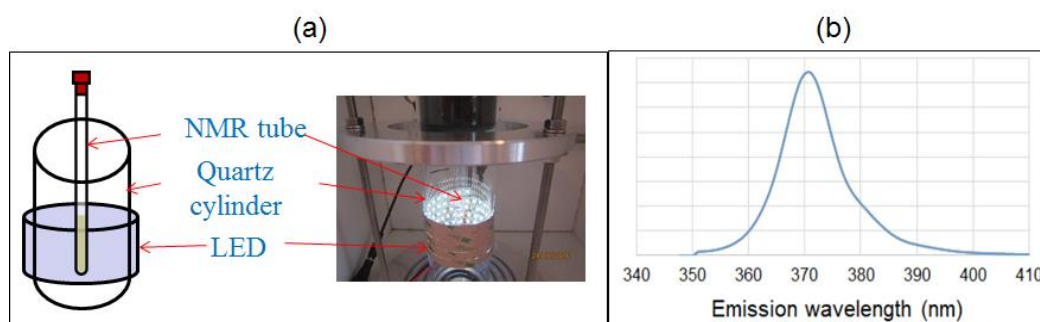 (a)
(b)
NMR tube
Quartz
cylinder
LED
340 350 360 370 380 390 400 410
Emission wavelength (nm)